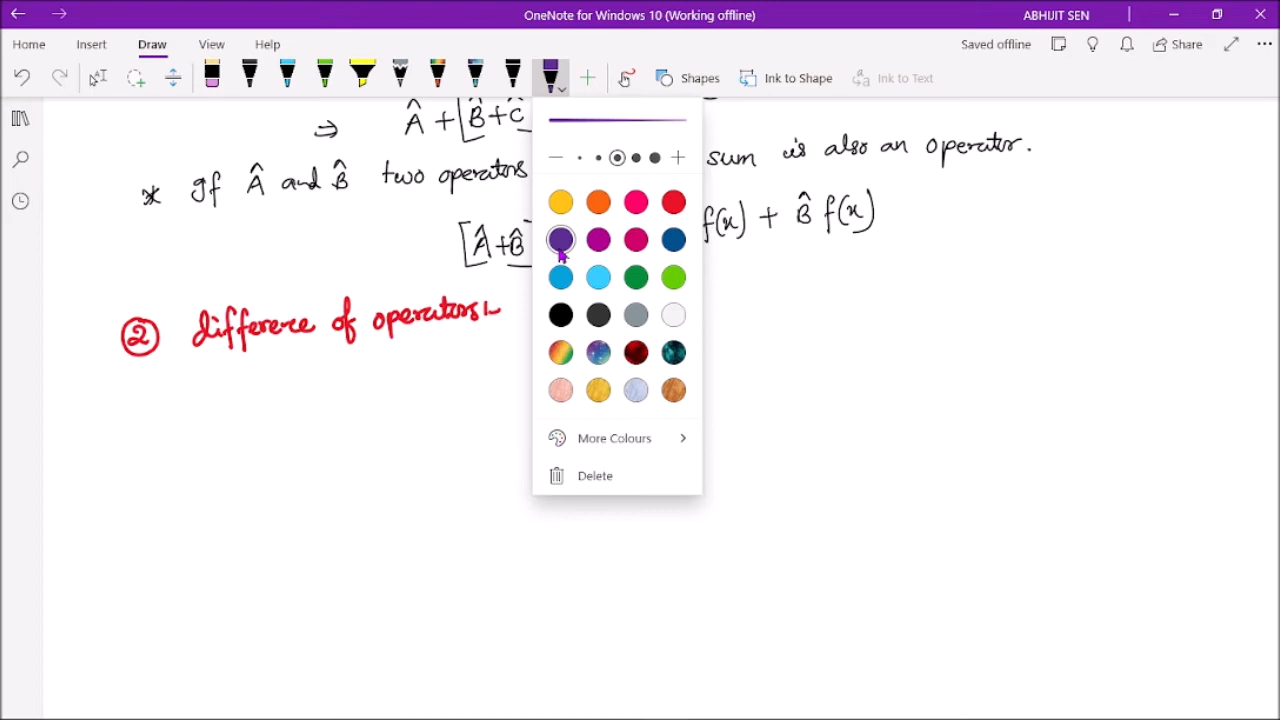 OneNote for Windows 10 (Working offline)
ABHIJIT SEN
Home Insert Draw View Help
Saved offline
Share
Shapes
Ink to Shape
Ink to Text
⇒ Â + [B̂ + Ĉ
* If Â and B̂ two operators sum is also an operator.
[Â + B̂ f(x) + B̂ f(x)
② difference of operators:-
More Colours
Delete